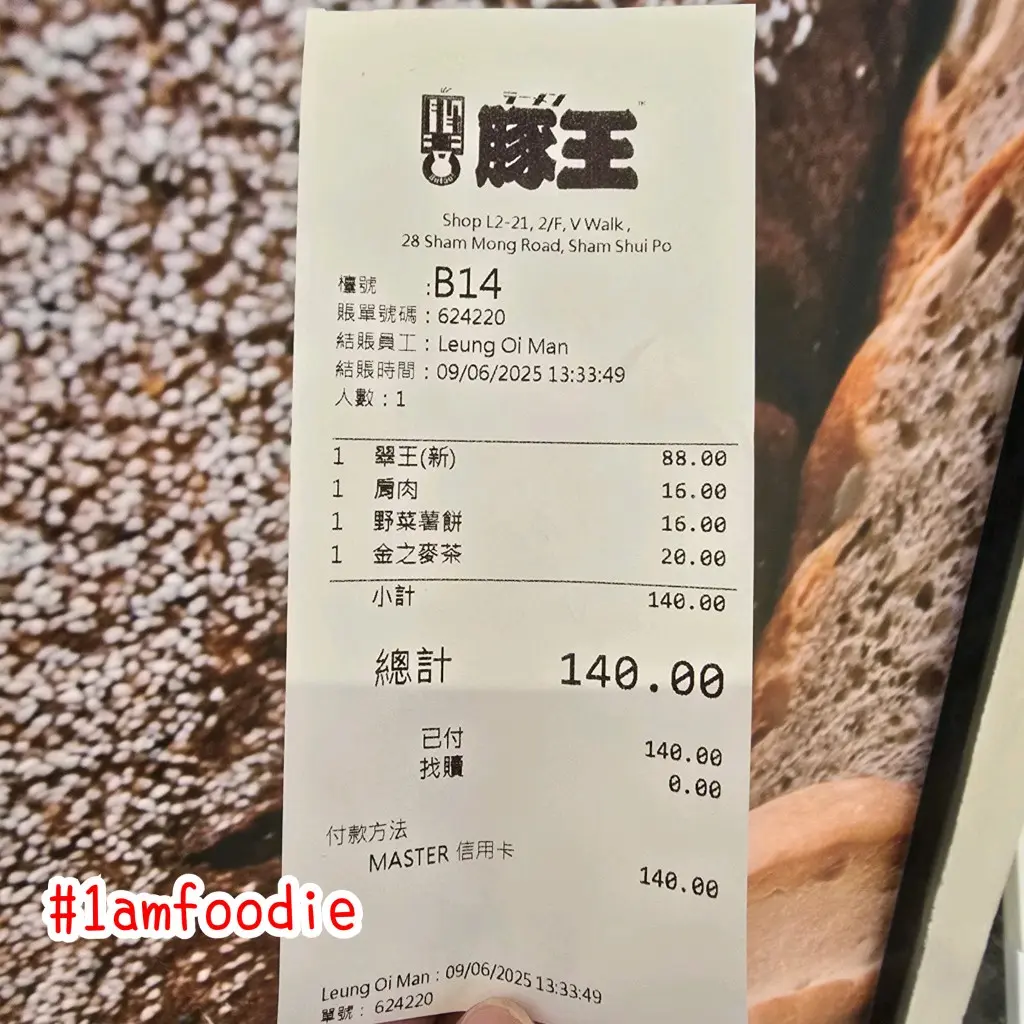 ラーメン
豚王
Butao
Shop L2-21, 2/F, V Walk ,
28 Sham Mong Road, Sham Shui Po
檯號 :B14
賬單號碼 : 624220
結賬員工 : Leung Oi Man
結賬時間 : 09/06/2025 13:33:49
人數 : 1
1 翠王(新) 88.00
1 肩肉 16.00
1 野菜薯餅 16.00
1 金之麥茶 20.00
小計 140.00
總計 140.00
已付 140.00
找贖 0.00
付款方法
MASTER 信用卡
140.00
#1amfoodie
Leung Oi Man : 09/06/2025 13:33:49
單號 : 624220